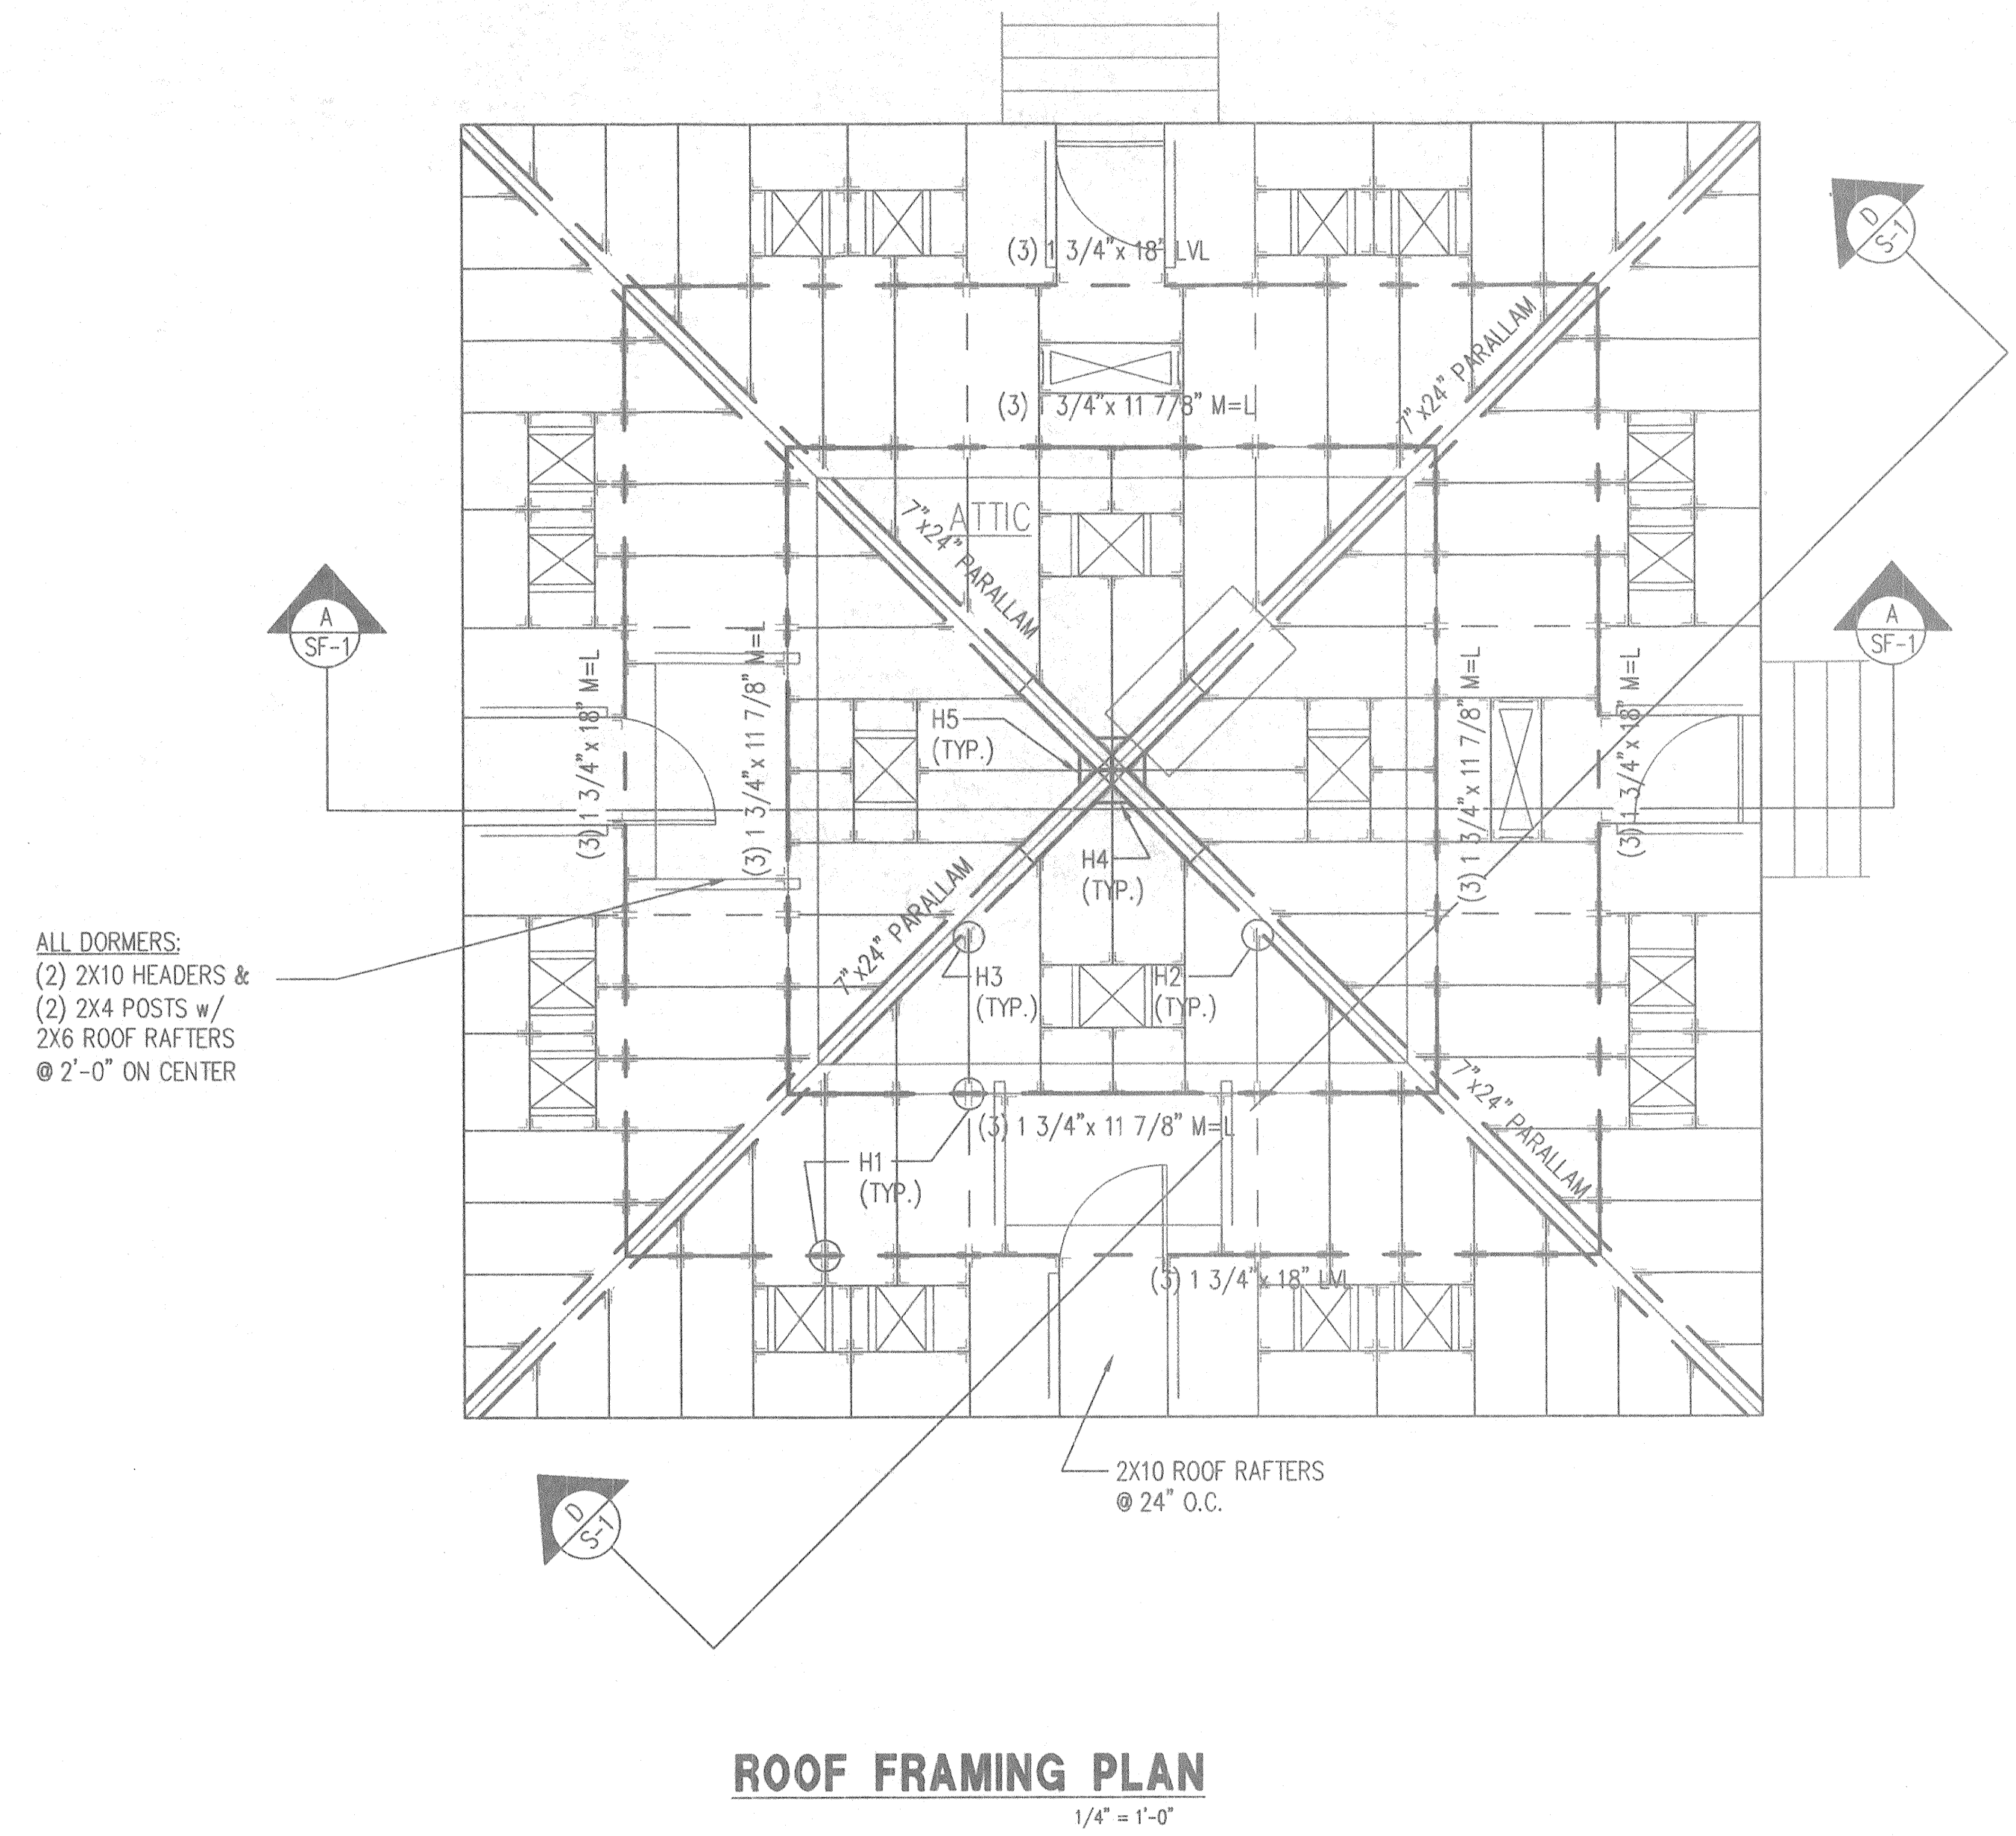 D
S-1
(3) 1 3/4"x 18" LVL
7"x24" PARALLAM
(3) 1 3/4"x 11 7/8" M=L
ATTIC
7"x24" PARALLAM
A
SF-1
A
SF-1
(3) 1 3/4"x 18" M=L
(3) 1 3/4"x 11 7/8" M=L
(3) 1 3/4"x 11 7/8" M=L
(3) 1 3/4"x 18" M=L
H5
(TYP.)
H4
(TYP.)
7"x24" PARALLAM
ALL DORMERS:
(2) 2X10 HEADERS &
(2) 2X4 POSTS w/
2X6 ROOF RAFTERS
@ 2'-0" ON CENTER
H3
(TYP.)
H2
(TYP.)
7"x24" PARALLAM
(3) 1 3/4"x 11 7/8" M=L
H1
(TYP.)
(3) 1 3/4"x 18" LVL
2X10 ROOF RAFTERS
@ 24" O.C.
D
S-1
ROOF FRAMING PLAN
1/4" = 1'-0"